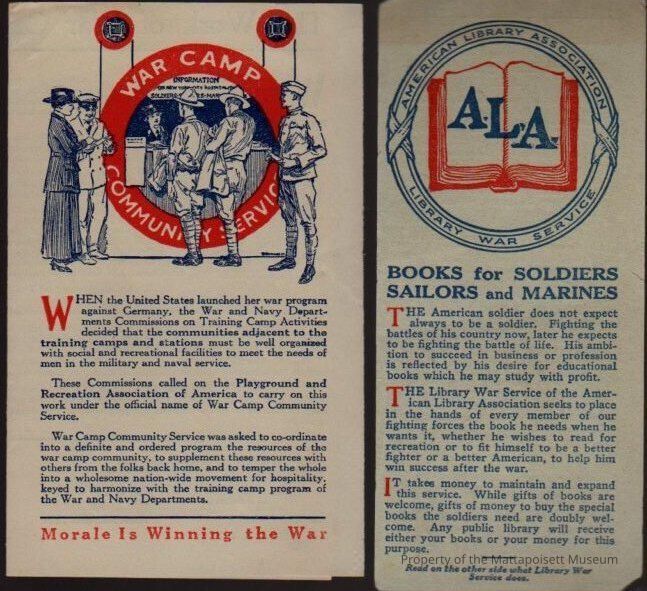 WAR CAMP
COMMUNITY SERVIC
INFORMATION
WHEN the United States launched her war program
against Germany, the War and Navy Depart-
ments Commissions on Training Camp Activities
decided that the communities adjacent to the
training camps and stations must be well organized
with social and recreational facilities to meet the needs of
men in the military and naval service.
These Commissions called on the Playground and
Recreation Association of America to carry on this
work under the official name of War Camp Community
Service.
War Camp Community Service was asked to co-ordinate
into a definite and ordered program the resources of the
war camp community, to supplement these resources with
others from the folks back home, and to temper the whole
into a wholesome nation-wide movement for hospitality,
keyed to harmonize with the training camp program of
the War and Navy Departments.
Morale Is Winning the War
AMERICAN LIBRARY ASSOCIATION
A.L.A.
LIBRARY WAR SERVICE
BOOKS for SOLDIERS
SAILORS and MARINES
THE American soldier does not expect
always to be a soldier. Fighting the
battles of his country now, later he expects
to be fighting the battle of life. His ambi-
tion to succeed in business or profession
is reflected by his desire for educational
books which he may study with profit.
THE Library War Service of the Amer-
ican Library Association seeks to place
in the hands of every member of our
fighting forces the book he needs when he
wants it, whether he wishes to read for
recreation or to fit himself to be a better
fighter or a better American, to help him
win success after the war.
IT takes money to maintain and expand
this service. While gifts of books are
welcome, gifts of money to buy the special
books the soldiers need are doubly wel-
come. Any public library will receive
either your books or your money for this
purpose.
Property of the Mattapoisett Museum
Read on the other side what Library War
Service does.